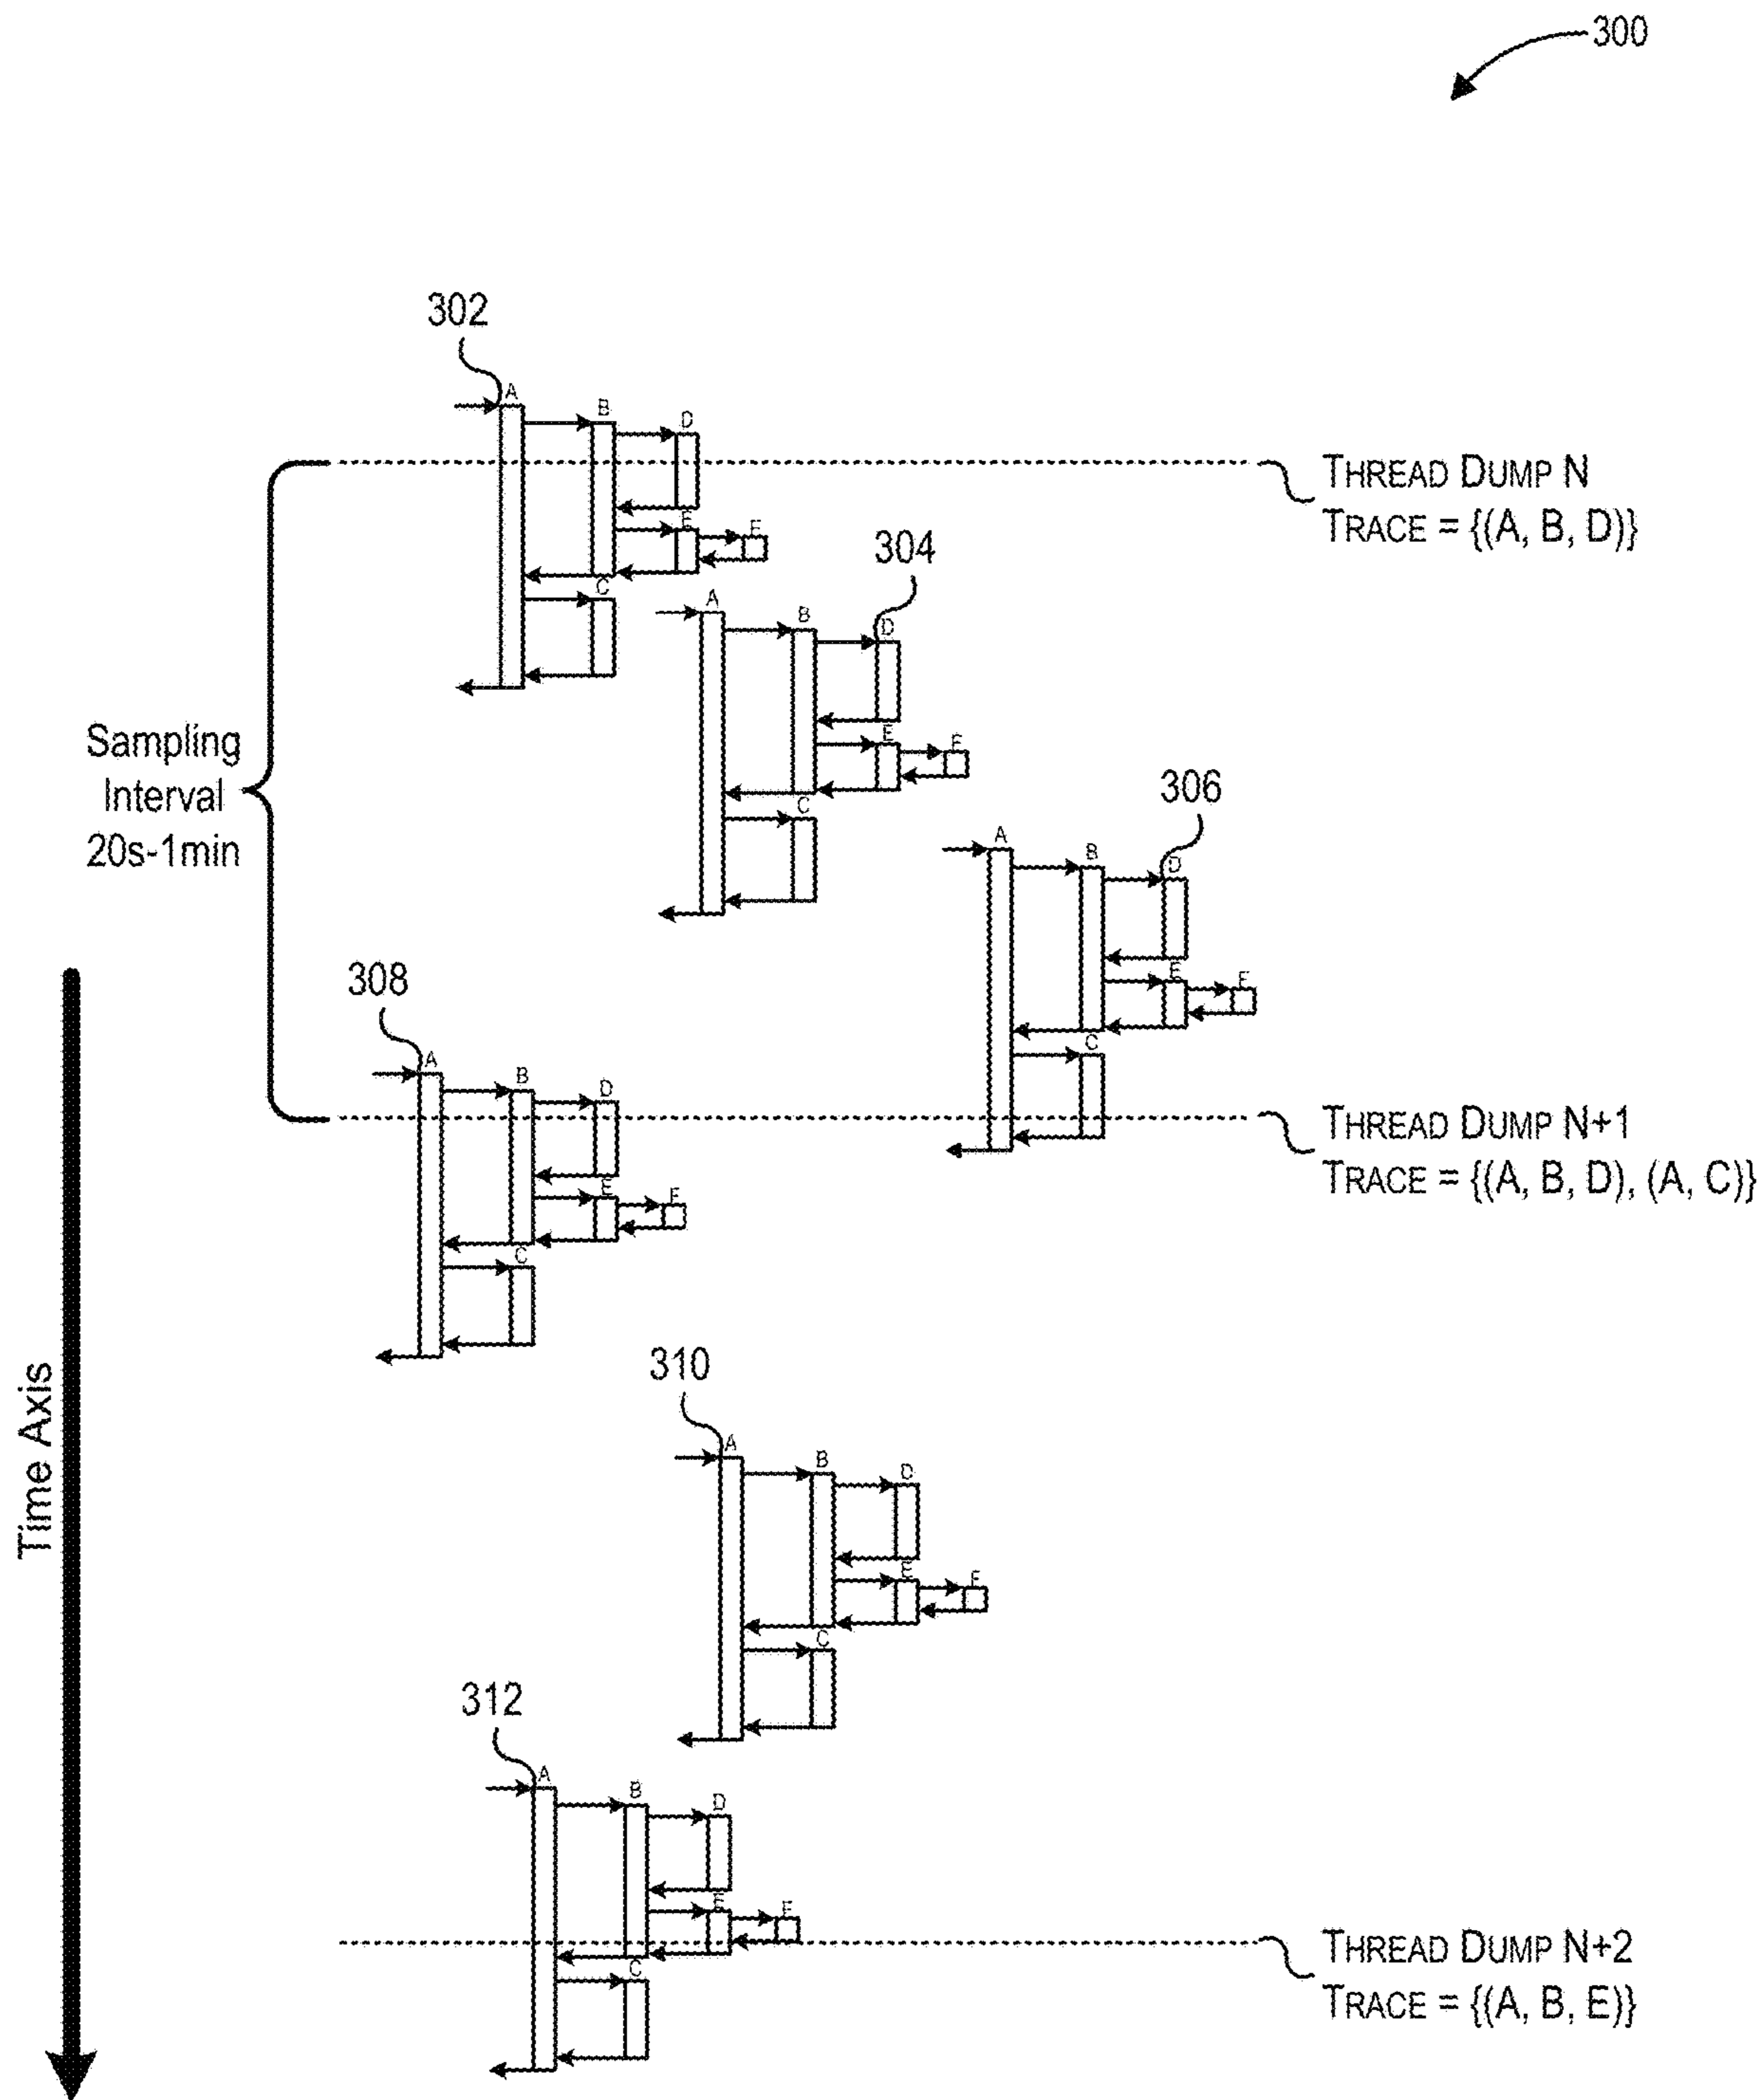 300
302
A
B
D
THREAD DUMP N
TRACE = {(A, B, D)}
E
F
304
C
A
B
D
Sampling
Interval
20s-1min
E
F
306
C
A
B
D
308
E
F
A
B
C
D
THREAD DUMP N+1
TRACE = {(A, B, D), (A, C)}
E
F
C
310
A
B
D
Time Axis
E
F
C
312
A
B
D
E
F
THREAD DUMP N+2
C
TRACE = {(A, B, E)}